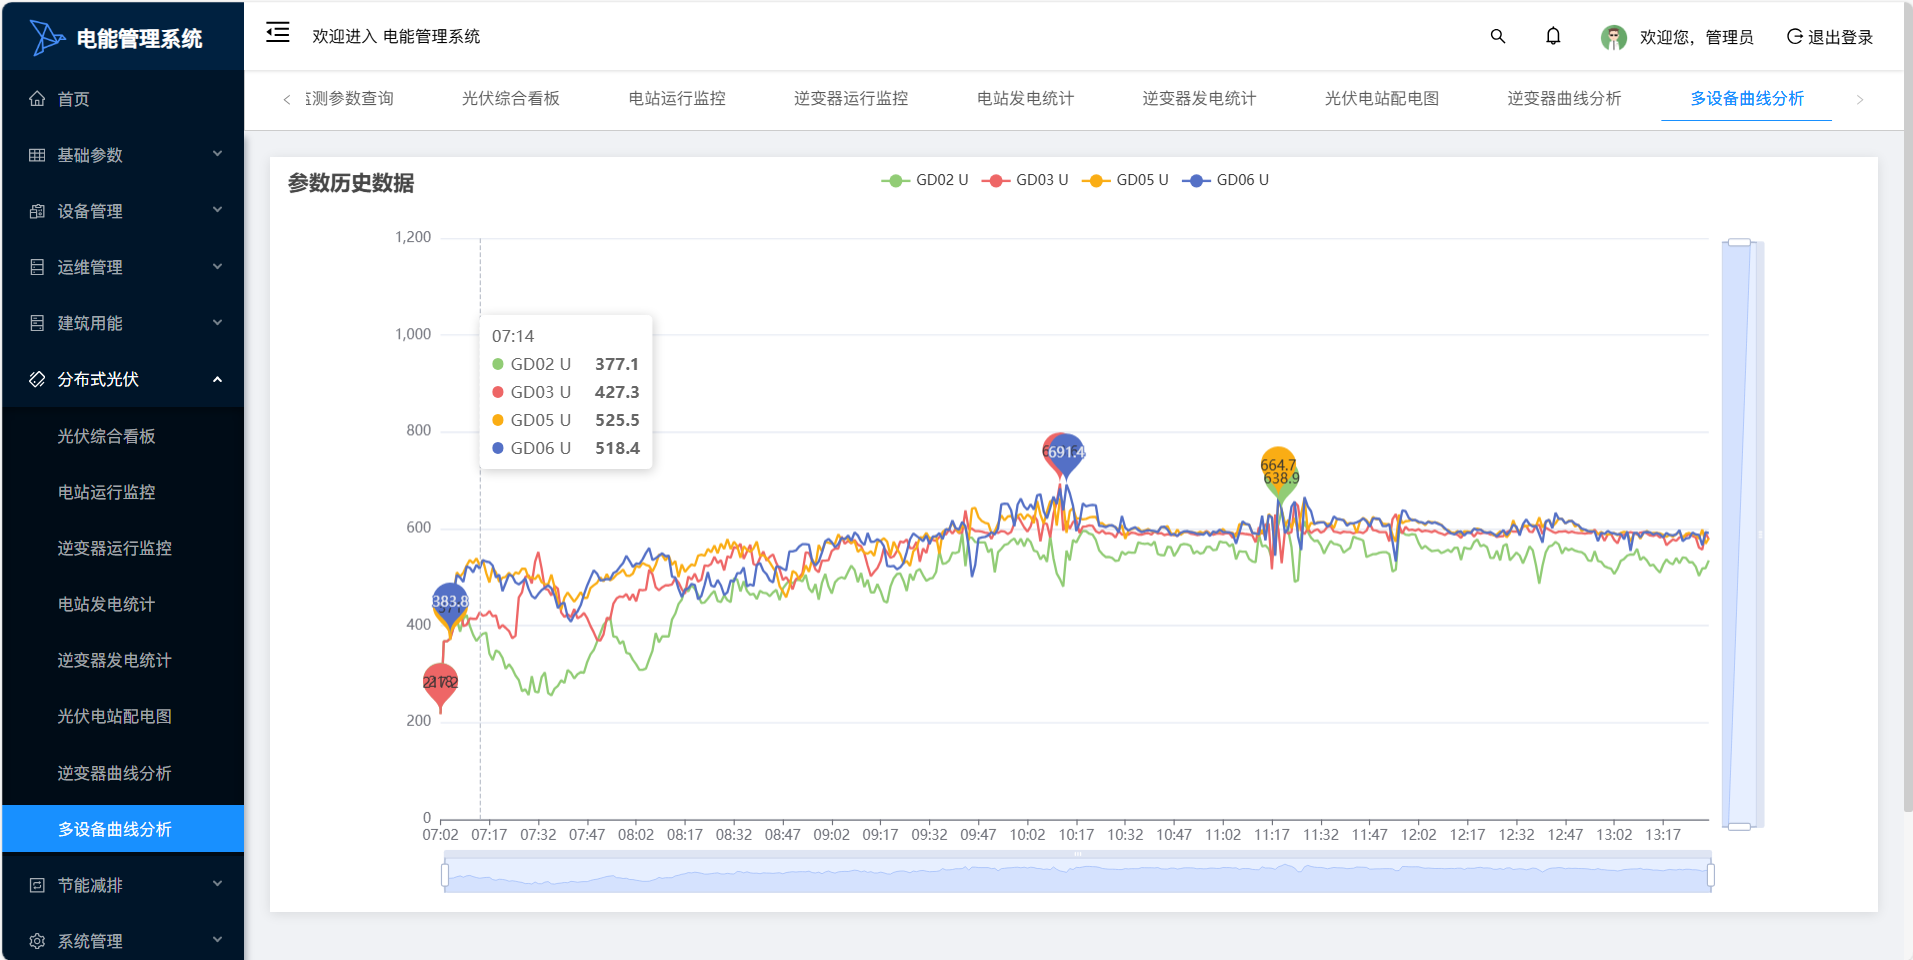 电能管理系统
欢迎进入 电能管理系统
欢迎您，管理员
退出登录
监测参数查询
光伏综合看板
电站运行监控
逆变器运行监控
电站发电统计
逆变器发电统计
光伏电站配电图
逆变器曲线分析
多设备曲线分析
首页
基础参数
设备管理
运维管理
建筑用能
分布式光伏
光伏综合看板
电站运行监控
逆变器运行监控
电站发电统计
逆变器发电统计
光伏电站配电图
逆变器曲线分析
多设备曲线分析
节能减排
系统管理
参数历史数据
GD02 U
GD03 U
GD05 U
GD06 U
1,200
1,000
800
600
400
200
0
07:14
GD02 U 377.1
GD03 U 427.3
GD05 U 525.5
GD06 U 518.4
691.4
664.7
638.9
383.8
07:02 07:17 07:32 07:47 08:02 08:17 08:32 08:47 09:02 09:17 09:32 09:47 10:02 10:17 10:32 10:47 11:02 11:17 11:32 11:47 12:02 12:17 12:32 12:47 13:02 13:17